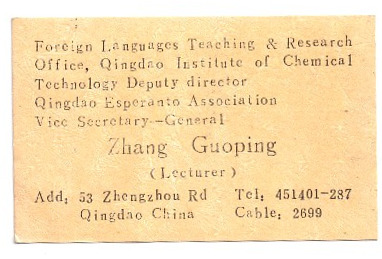 Foreign Languages Teaching & Research
Office, Qingdao Institute of Chemical
Technology Deputy director
Qingdao Esperanto Association
Vice Secretary--General
Zhang Guoping
(Lecturer)
Add; 53 Zhengzhou Rd Tel; 451401-287
Qingdao China Cable; 2699